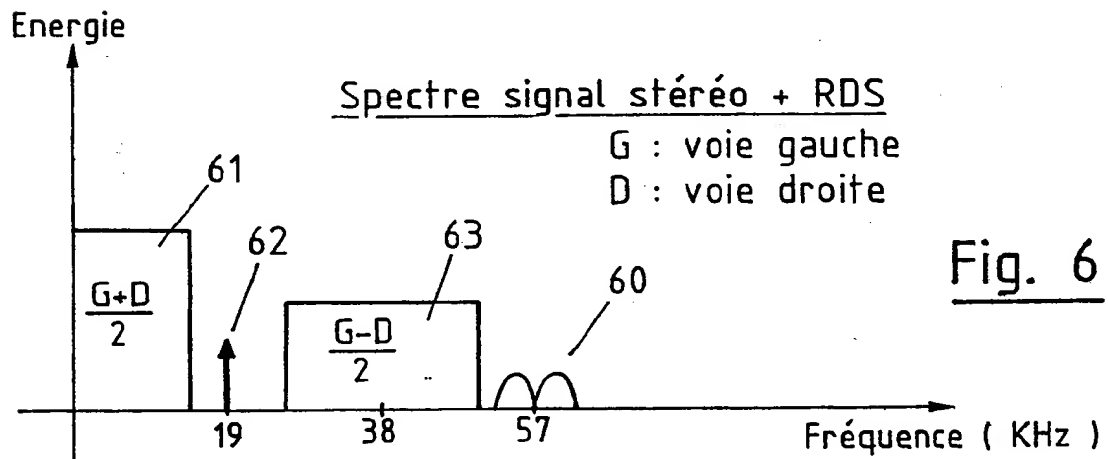 Energie
Spectre signal stéréo + RDS
G : voie gauche
D : voie droite
61
62
63
60
Fig. 6
G+D
2
G-D
2
19
38
57
Fréquence ( KHz )